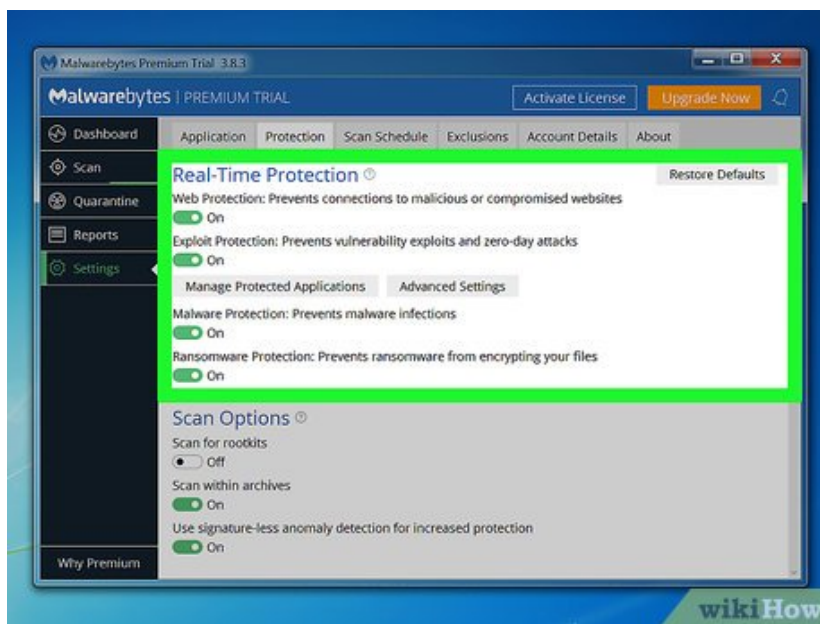 Malwarebytes Premium Trial 3.8.3
Malwarebytes | PREMIUM TRIAL
Activate License
Upgrade Now
Dashboard
Scan
Quarantine
Reports
Settings
Why Premium
Application Protection Scan Schedule Exclusions Account Details About
Real-Time Protection
Restore Defaults
Web Protection: Prevents connections to malicious or compromised websites
On
Exploit Protection: Prevents vulnerability exploits and zero-day attacks
On
Manage Protected Applications Advanced Settings
Malware Protection: Prevents malware infections
On
Ransomware Protection: Prevents ransomware from encrypting your files
On
Scan Options
Scan for rootkits
Off
Scan within archives
On
Use signature-less anomaly detection for increased protection
On
wikiHow